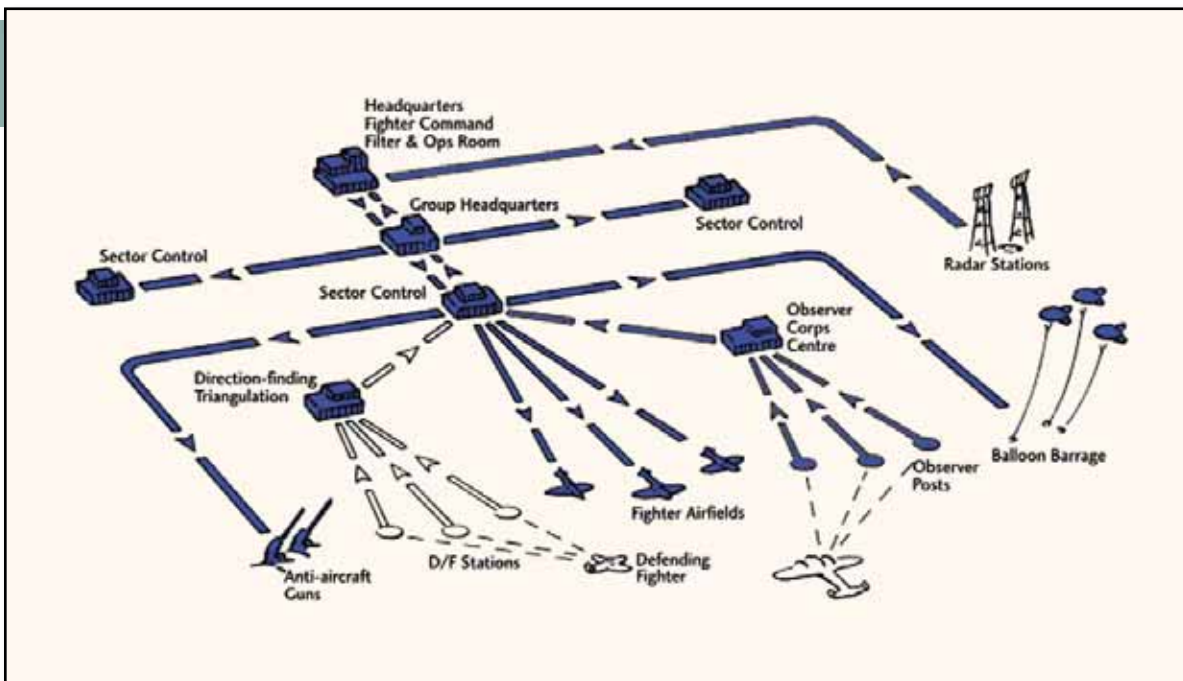 Headquarters
Fighter Command
Filter & Ops Room
Group Headquarters
Sector Control
Radar Stations
Sector Control
Sector Control
Observer
Corps
Centre
Direction-finding
Triangulation
Balloon Barrage
Observer
Posts
Fighter Airfields
D/F Stations
Defending
Fighter
Anti-aircraft
Guns